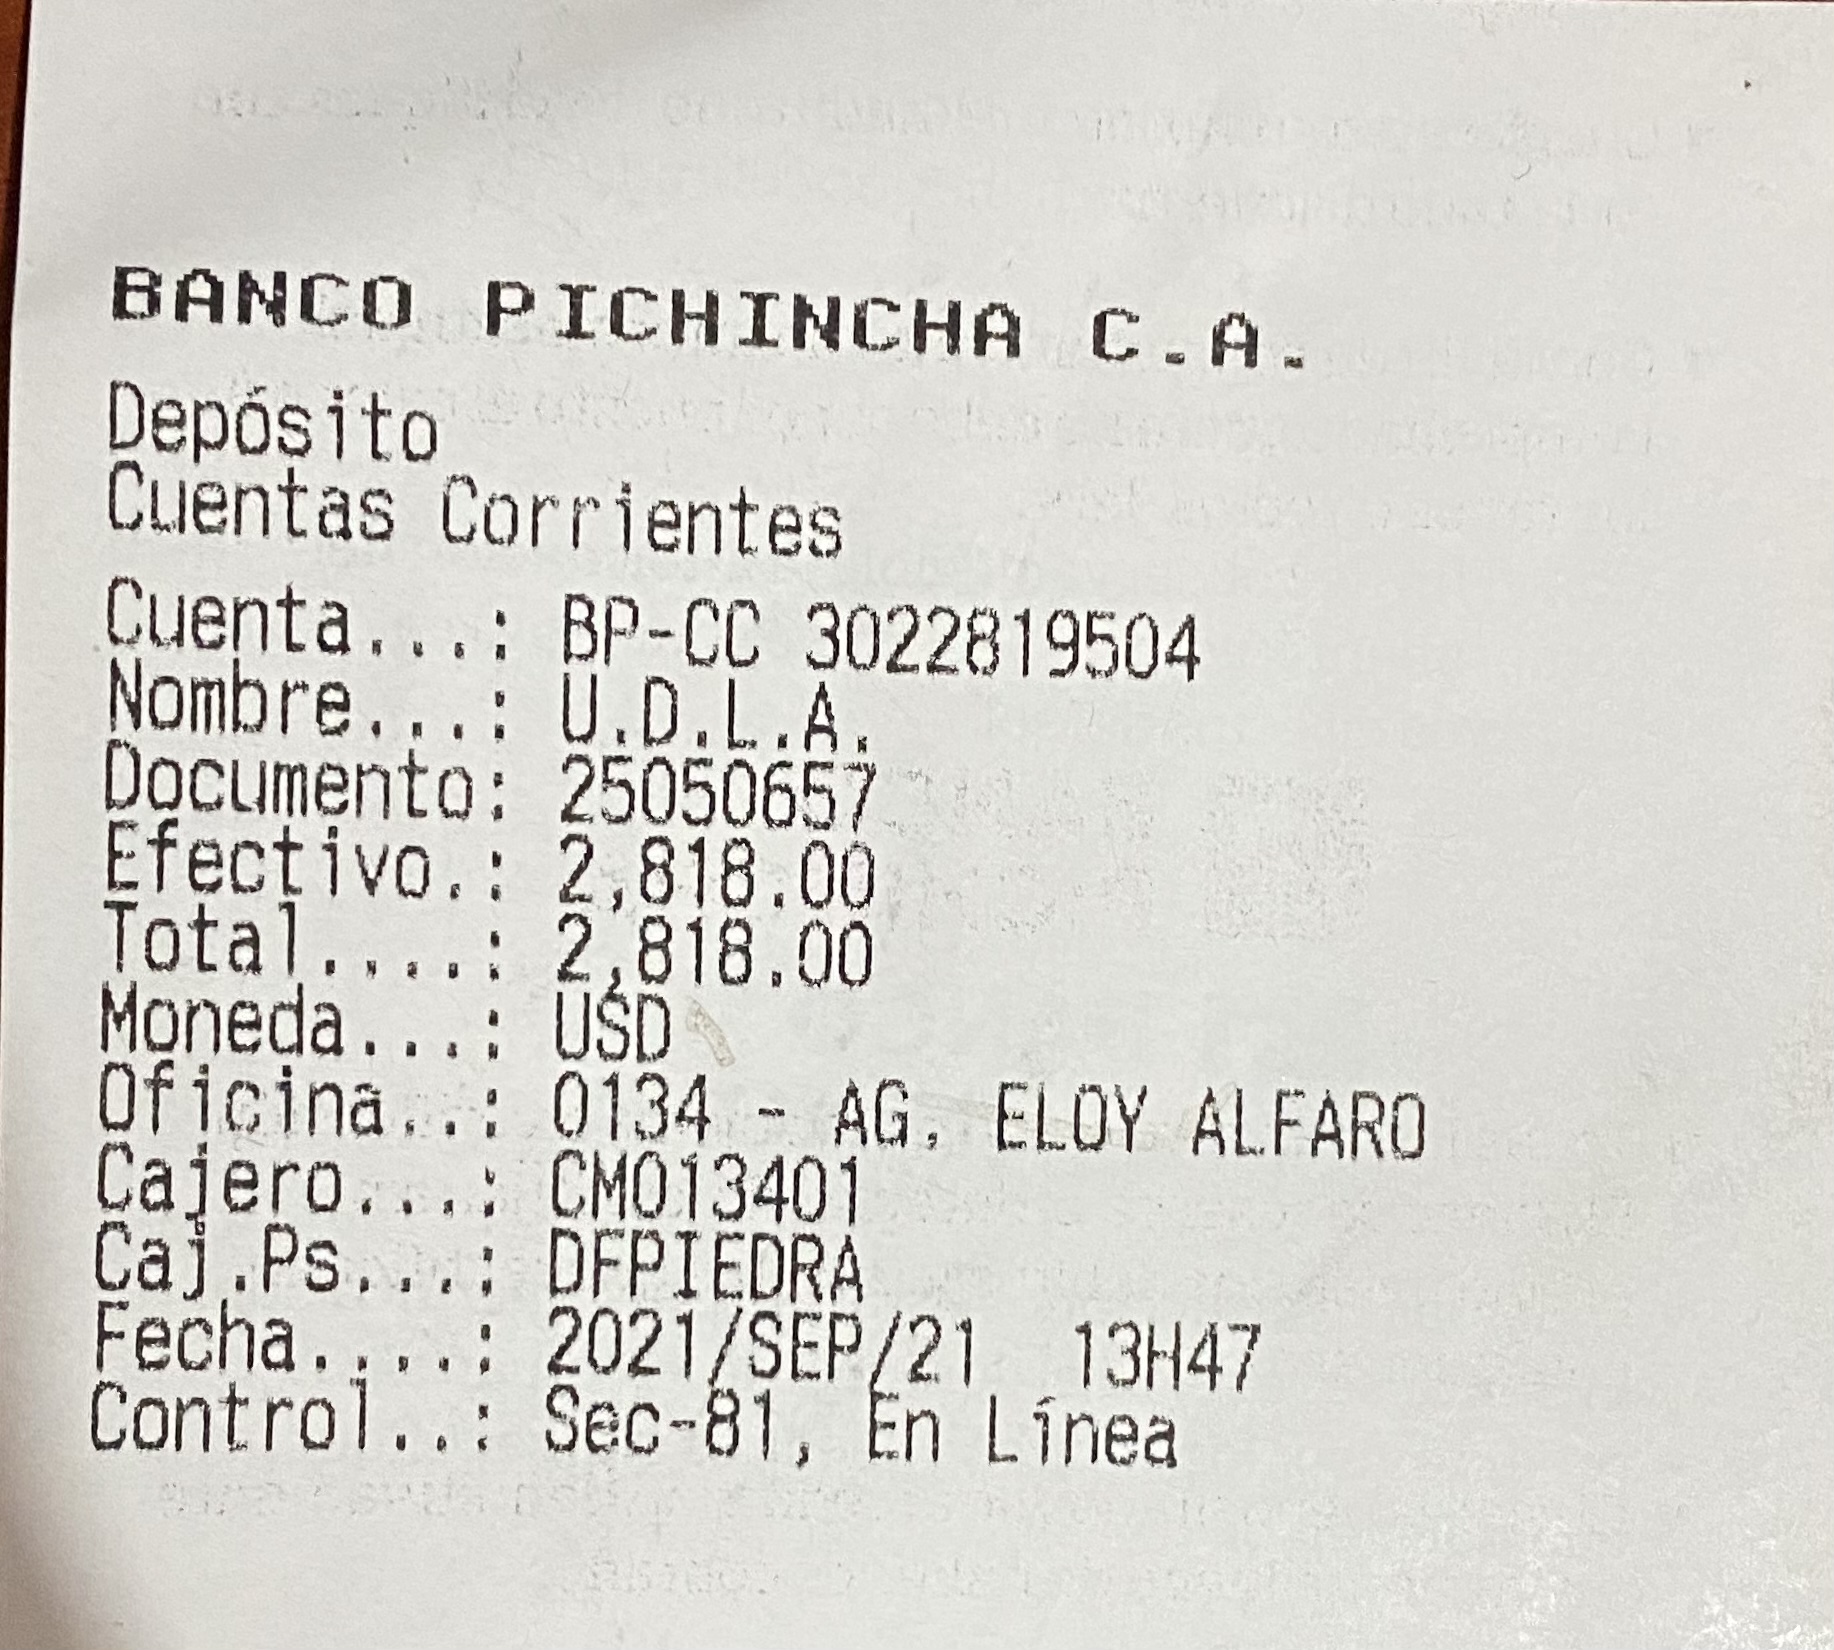 BANCO PICHINCHA C.A.
Depósito
Cuentas Corrientes
Cuenta...: BP-CC 3022819504
Nombre...: U.D.L.A.
Documento: 25050657
Efectivo.: 2,818.00
Total....: 2,818.00
Moneda...: USD
Oficina..: 0134 - AG. ELOY ALFARO
Cajero...: CM013401
Caj.Ps...: DFPIEDRA
Fecha....: 2021/SEP/21  13H47
Control..: Sec-81, En Línea